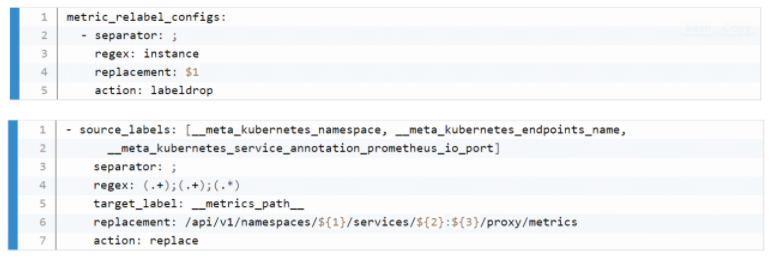 1 metric_relabel_configs:
2 - separator: ;
3 regex: instance
4 replacement: $1
5 action: labeldrop
1 - source_labels: [__meta_kubernetes_namespace, __meta_kubernetes_endpoints_name,
2 __meta_kubernetes_service_annotation_prometheus_io_port]
3 separator: ;
4 regex: (.+);(.+);(.*)
5 target_label: __metrics_path__
6 replacement: /api/v1/namespaces/${1}/services/${2}:${3}/proxy/metrics
7 action: replace